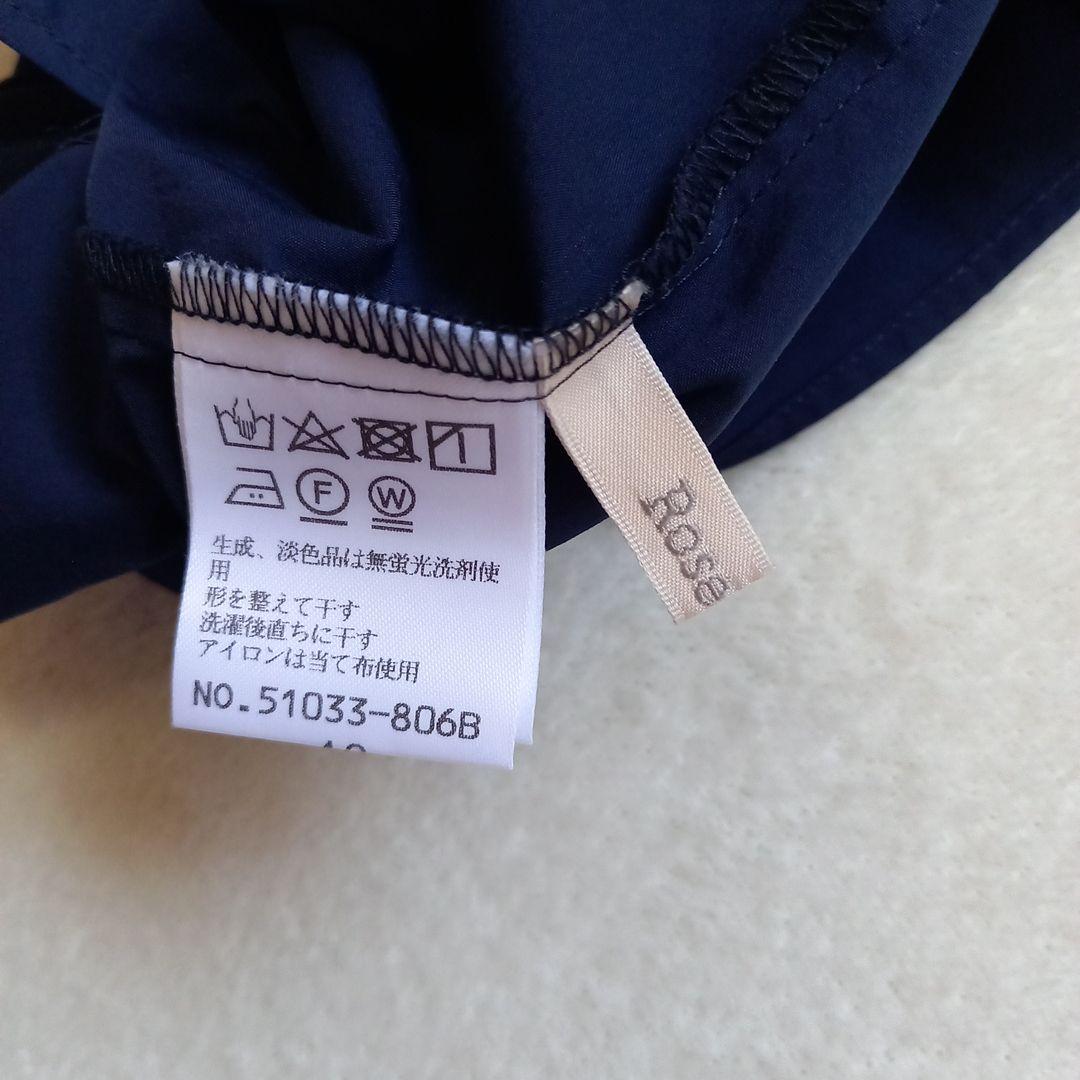 F W
生成、淡色品は無蛍光洗剤使
用
形を整えて干す
洗濯後直ちに干す
アイロンは当て布使用
NO.51033-806B
Rose